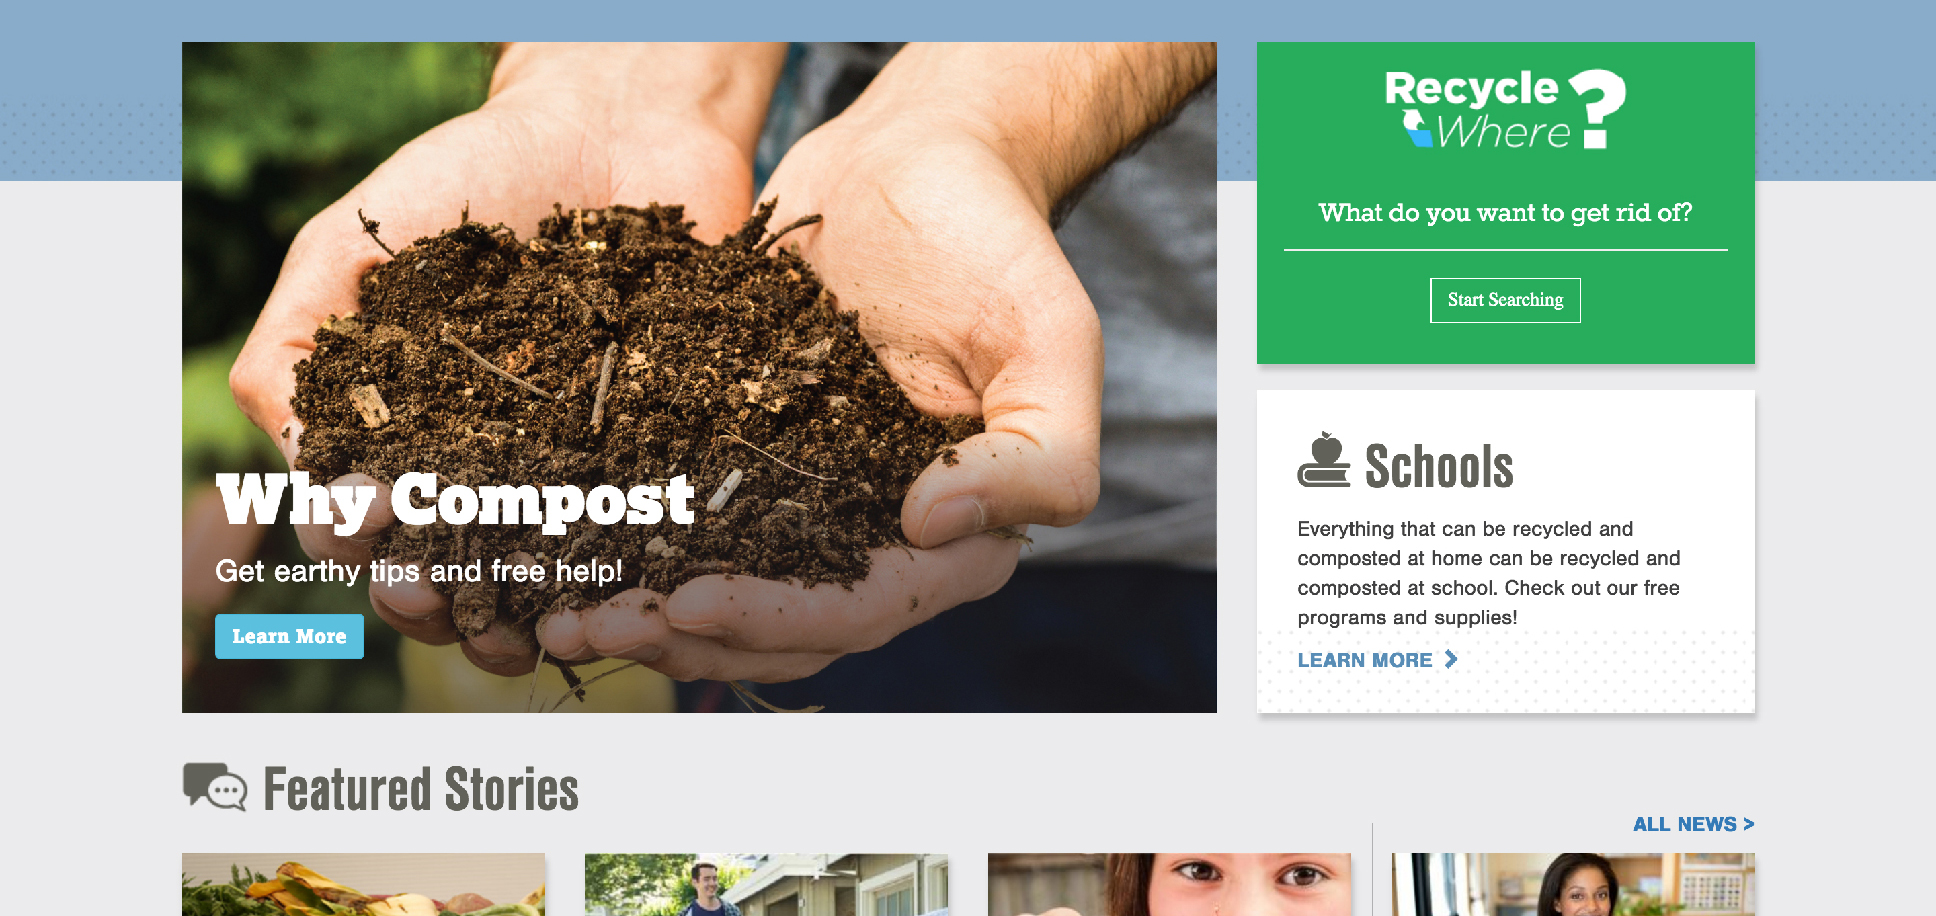 Why Compost
Get earthy tips and free help!
Learn More
Recycle
Where?
What do you want to get rid of?
Start Searching
Schools
Everything that can be recycled and
composted at home can be recycled and
composted at school. Check out our free
programs and supplies!
LEARN MORE
Featured Stories
ALL NEWS >